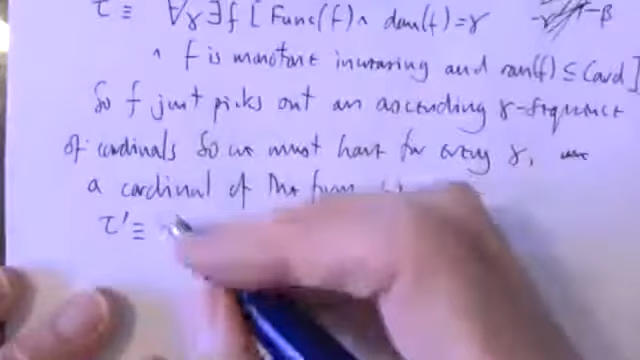 τ ≡ ∀γ∃f [ Func(f) ∧ dom(f) = γ
∧ f is monotone increasing and ran(f) ⊆ Card ]
So f just picks out an ascending γ-sequence
of cardinals So we must have for every γ,
a cardinal of the form
τ' ≡